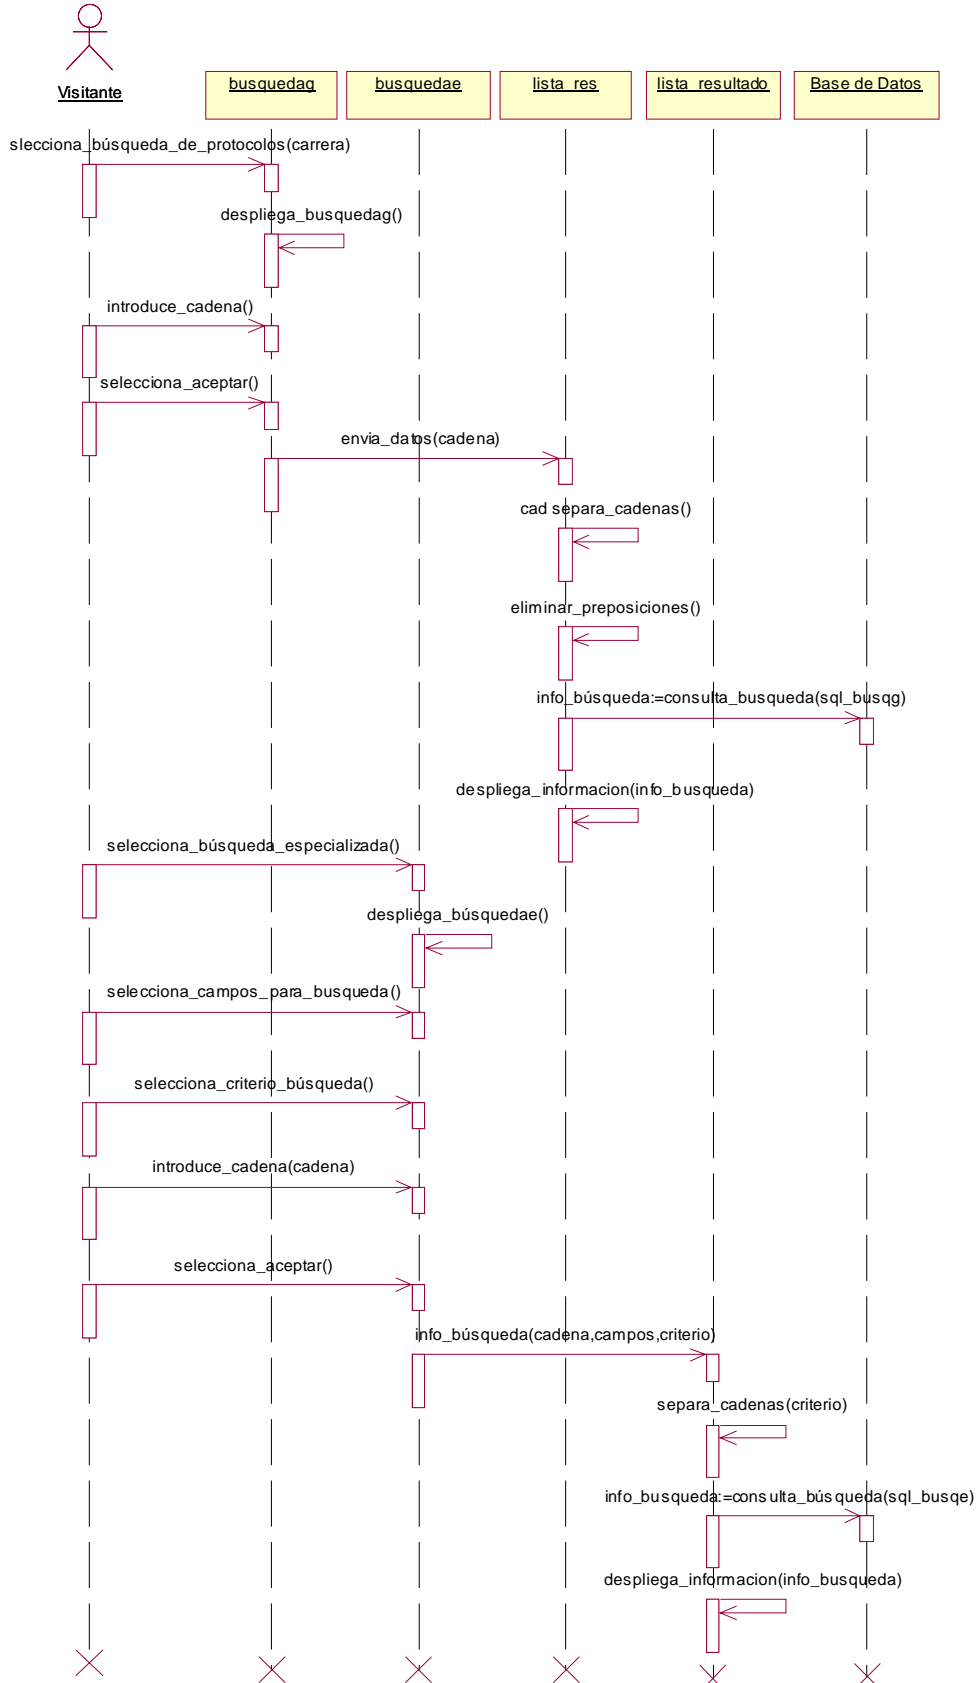 Visitante
busquedag
busquedae
lista_res
lista_resultado
Base de Datos
slecciona_búsqueda_de_protocolos(carrera)
despliega_busquedag()
introduce_cadena()
selecciona_aceptar()
envia_datos(cadena)
cad separa_cadenas()
eliminar_preposiciones()
info_búsqueda:=consulta_busqueda(sql_busqg)
despliega_informacion(info_busqueda)
selecciona_búsqueda_especializada()
despliega_búsquedae()
selecciona_campos_para_busqueda()
selecciona_criterio_búsqueda()
introduce_cadena(cadena)
selecciona_aceptar()
info_búsqueda(cadena,campos,criterio)
separa_cadenas(criterio)
info_busqueda:=consulta_búsqueda(sql_busqe)
despliega_informacion(info_busqueda)